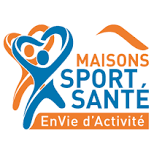 MAISONS
SPORT
SANTÉ
EnVie d'Activité